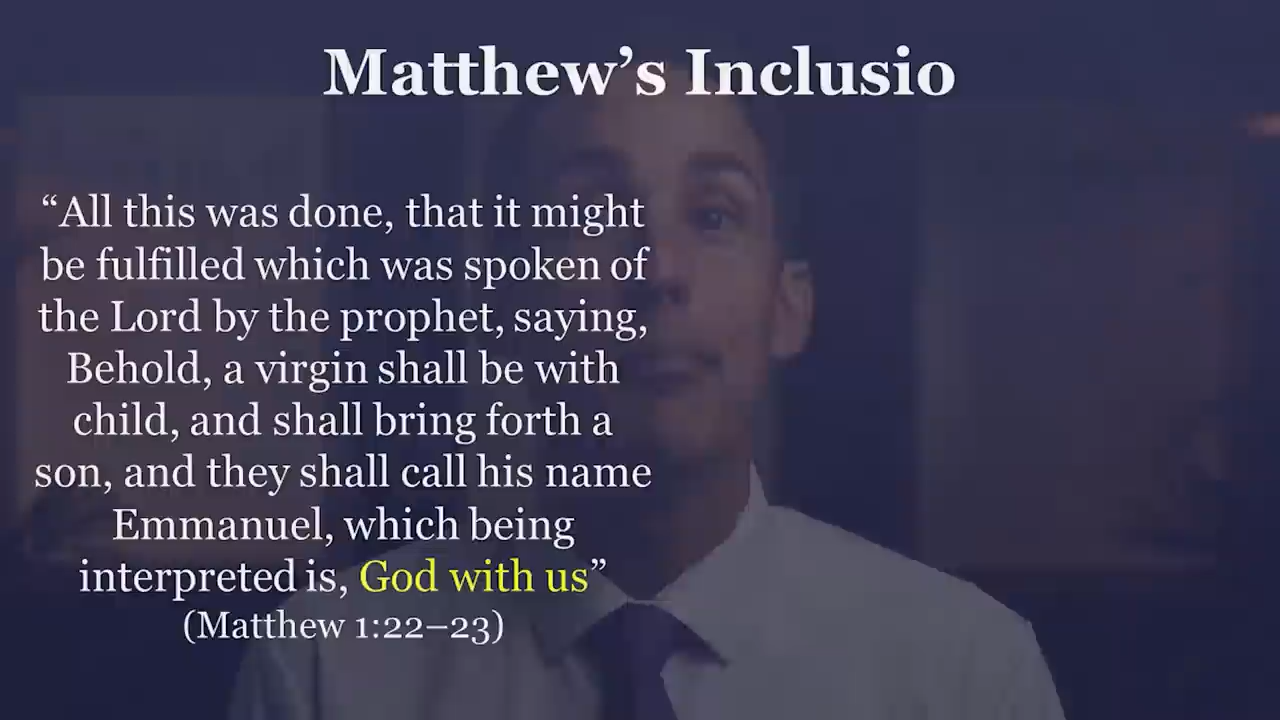 Matthew’s Inclusio
“All this was done, that it might
be fulfilled which was spoken of
the Lord by the prophet, saying,
Behold, a virgin shall be with
child, and shall bring forth a
son, and they shall call his name
Emmanuel, which being
interpreted is, God with us”
(Matthew 1:22–23)